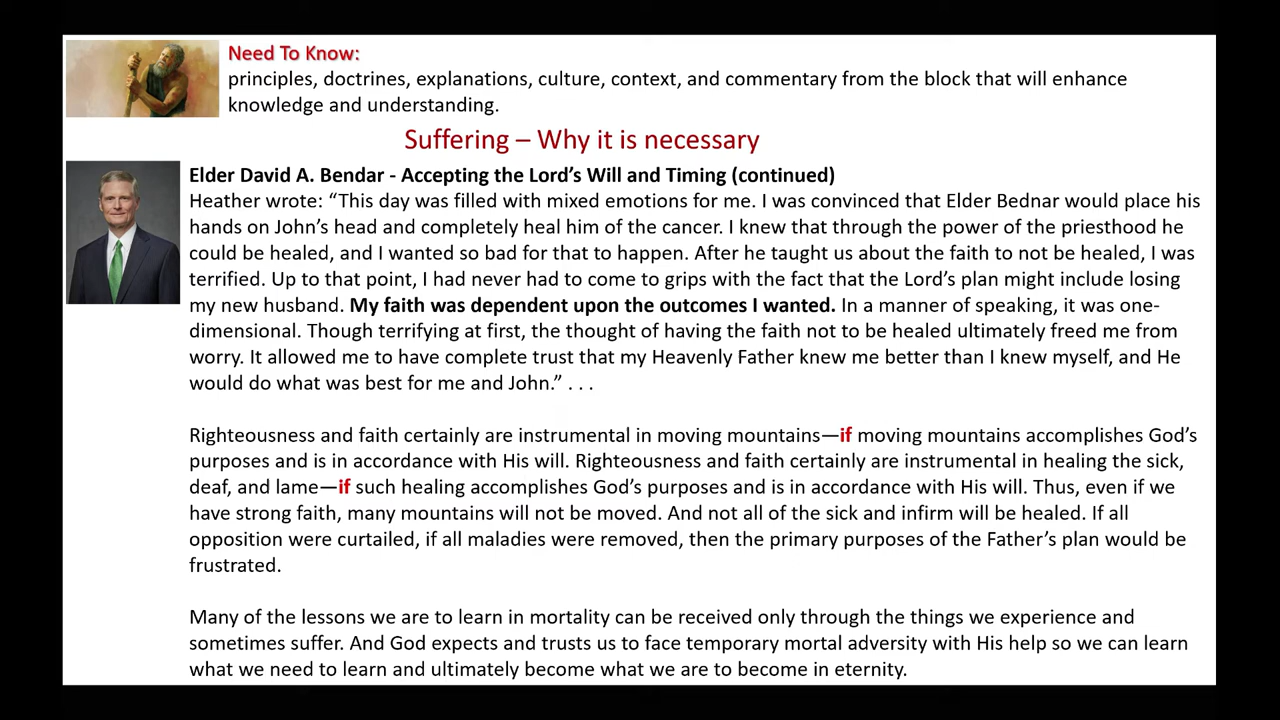 Need To Know:
principles, doctrines, explanations, culture, context, and commentary from the block that will enhance
knowledge and understanding.
Suffering – Why it is necessary
Elder David A. Bendar - Accepting the Lord’s Will and Timing (continued)
Heather wrote: “This day was filled with mixed emotions for me. I was convinced that Elder Bednar would place his
hands on John’s head and completely heal him of the cancer. I knew that through the power of the priesthood he
could be healed, and I wanted so bad for that to happen. After he taught us about the faith to not be healed, I was
terrified. Up to that point, I had never had to come to grips with the fact that the Lord’s plan might include losing
my new husband. My faith was dependent upon the outcomes I wanted. In a manner of speaking, it was one-
dimensional. Though terrifying at first, the thought of having the faith not to be healed ultimately freed me from
worry. It allowed me to have complete trust that my Heavenly Father knew me better than I knew myself, and He
would do what was best for me and John.” . . .
Righteousness and faith certainly are instrumental in moving mountains—if moving mountains accomplishes God’s
purposes and is in accordance with His will. Righteousness and faith certainly are instrumental in healing the sick,
deaf, and lame—if such healing accomplishes God’s purposes and is in accordance with His will. Thus, even if we
have strong faith, many mountains will not be moved. And not all of the sick and infirm will be healed. If all
opposition were curtailed, if all maladies were removed, then the primary purposes of the Father’s plan would be
frustrated.
Many of the lessons we are to learn in mortality can be received only through the things we experience and
sometimes suffer. And God expects and trusts us to face temporary mortal adversity with His help so we can learn
what we need to learn and ultimately become what we are to become in eternity.